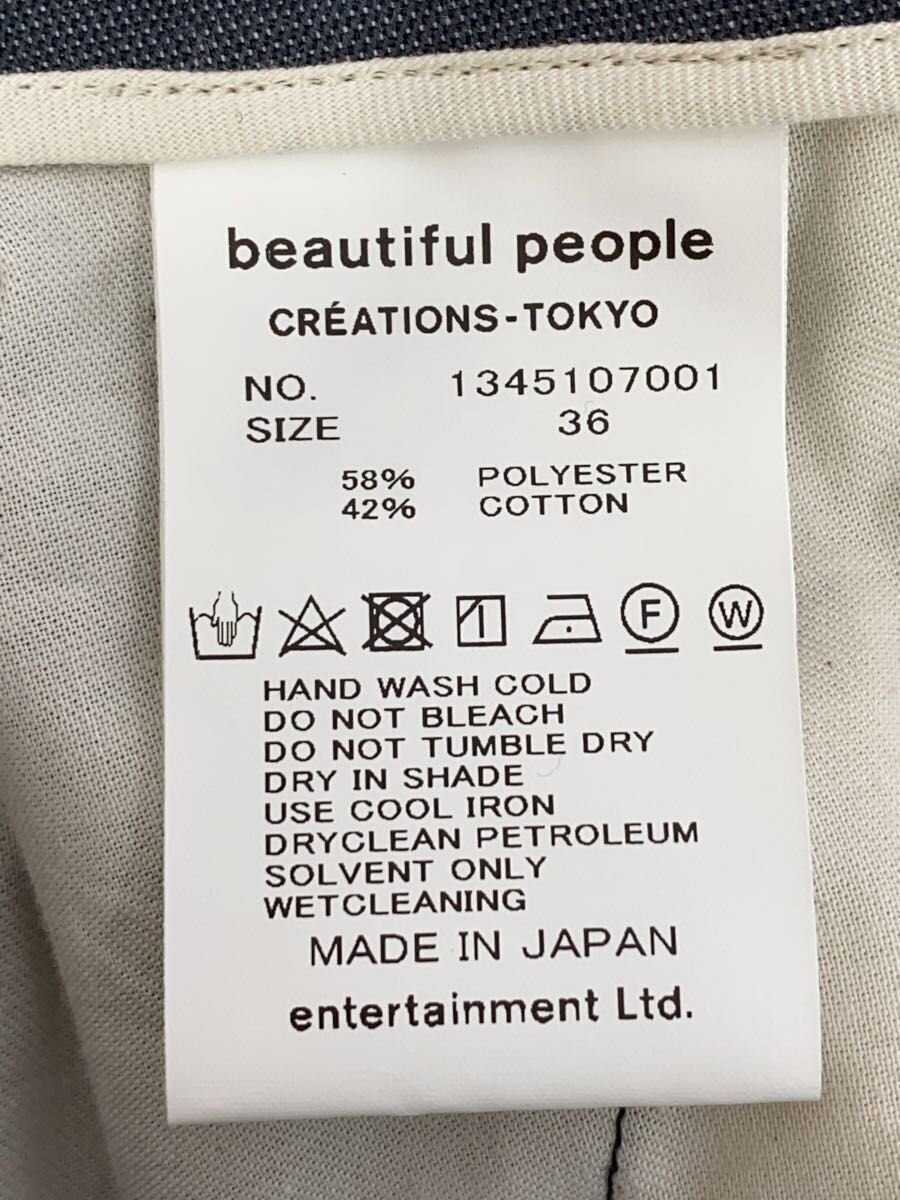 beautiful people
CRÉATIONS-TOKYO
NO. 1345107001
SIZE 36
58% POLYESTER
42% COTTON
F W
HAND WASH COLD
DO NOT BLEACH
DO NOT TUMBLE DRY
DRY IN SHADE
USE COOL IRON
DRYCLEAN PETROLEUM
SOLVENT ONLY
WETCLEANING
MADE IN JAPAN
entertainment Ltd.